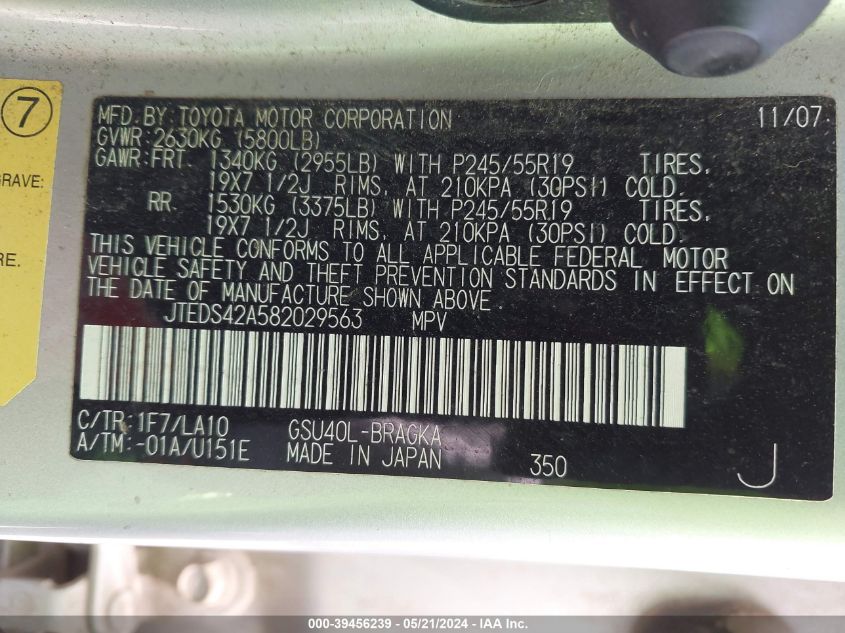 7
GRAVE:
RE.
MFD. BY: TOYOTA MOTOR CORPORATION 11/07
GVWR: 2630KG (5800LB)
GAWR: FRT. 1340KG (2955LB) WITH P245/55R19 TIRES,
19X7 1/2J RIMS, AT 210KPA (30PSI) COLD.
RR. 1530KG (3375LB) WITH P245/55R19 TIRES,
19X7 1/2J RIMS, AT 210KPA (30PSI) COLD.
THIS VEHICLE CONFORMS TO ALL APPLICABLE FEDERAL MOTOR
VEHICLE SAFETY AND THEFT PREVENTION STANDARDS IN EFFECT ON
THE DATE OF MANUFACTURE SHOWN ABOVE.
JTEDS42A582029563 MPV
C/TR: 1F7/LA10 GSU40L-BRAGKA
A/TM: -01A/U151E MADE IN JAPAN 350 J
000-39456239 - 05/21/2024 - IAA Inc.